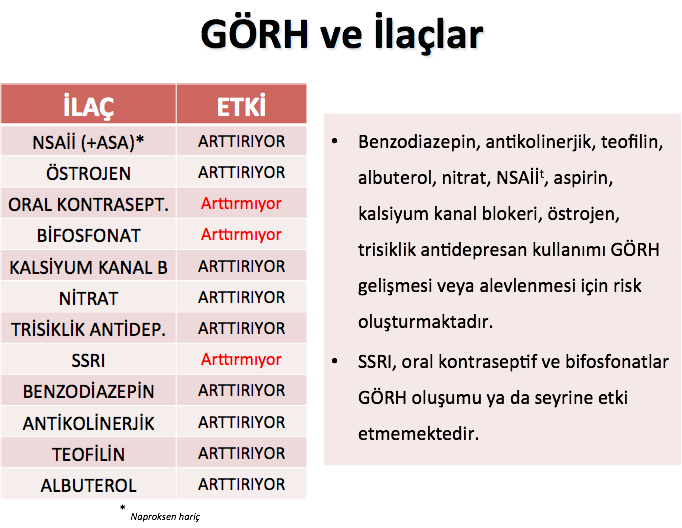 GÖRH ve İlaçlar
İLAÇ ETKİ
NSAİİ (+ASA)* ARTTIRIYOR
ÖSTROJEN ARTTIRIYOR
ORAL KONTRASEPT. Arttırmıyor
BİFOSFONAT Arttırmıyor
KALSİYUM KANAL B ARTTIRIYOR
NİTRAT ARTTIRIYOR
TRİSİKLİK ANTİDEP. ARTTIRIYOR
SSRI Arttırmıyor
BENZODİAZEPİN ARTTIRIYOR
ANTİKOLİNERJİK ARTTIRIYOR
TEOFİLİN ARTTIRIYOR
ALBUTEROL ARTTIRIYOR
* Naproksen hariç
• Benzodiazepin, antikolinerjik, teofilin,
albuterol, nitrat, NSAİİᵗ, aspirin,
kalsiyum kanal blokeri, östrojen,
trisiklik antidepresan kullanımı GÖRH
gelişmesi veya alevlenmesi için risk
oluşturmaktadır.
• SSRI, oral kontraseptif ve bifosfonatlar
GÖRH oluşumu ya da seyrine etki
etmemektedir.